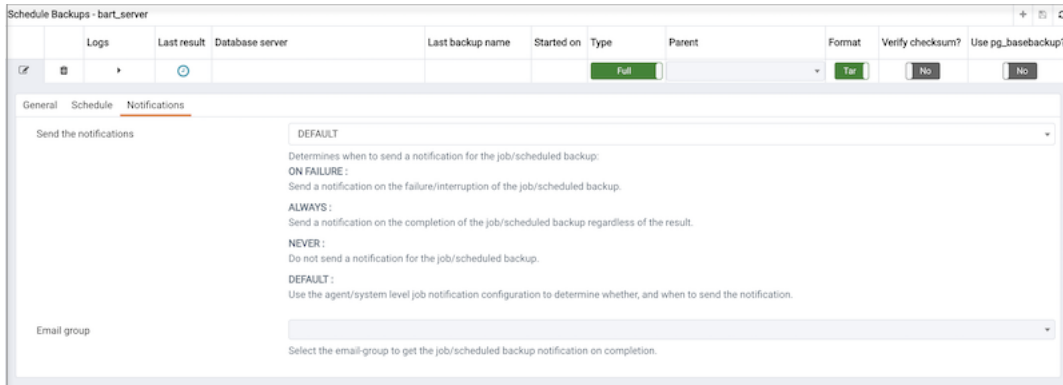 Schedule Backups - bart_server
Logs Last result Database server Last backup name Started on Type Parent Format Verify checksum? Use pg_basebackup?
Full Tar No No
General Schedule Notifications
Send the notifications DEFAULT
Determines when to send a notification for the job/scheduled backup:
ON FAILURE :
Send a notification on the failure/interruption of the job/scheduled backup.
ALWAYS :
Send a notification on the completion of the job/scheduled backup regardless of the result.
NEVER :
Do not send a notification for the job/scheduled backup.
DEFAULT :
Use the agent/system level job notification configuration to determine whether, and when to send the notification.
Email group
Select the email-group to get the job/scheduled backup notification on completion.